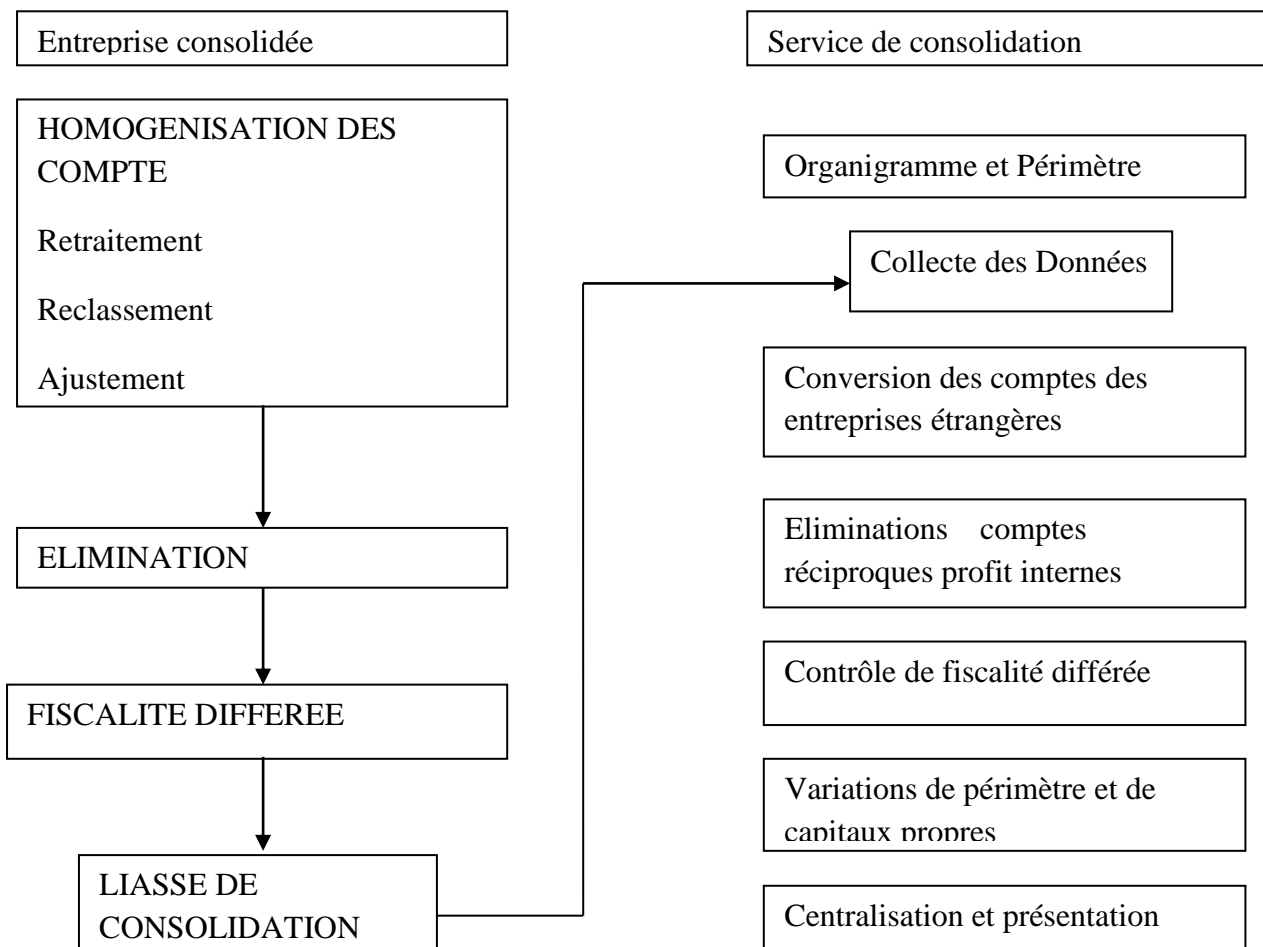 Entreprise consolidée
Service de consolidation
HOMOGENISATION DES
COMPTE
Retraitement
Reclassement
Ajustement
Organigramme et Périmètre
Collecte des Données
Conversion des comptes des
entreprises étrangères
ELIMINATION
Eliminations comptes
réciproques profit internes
FISCALITE DIFFEREE
Contrôle de fiscalité différée
Variations de périmètre et de
capitaux propres
LIASSE DE
CONSOLIDATION
Centralisation et présentation